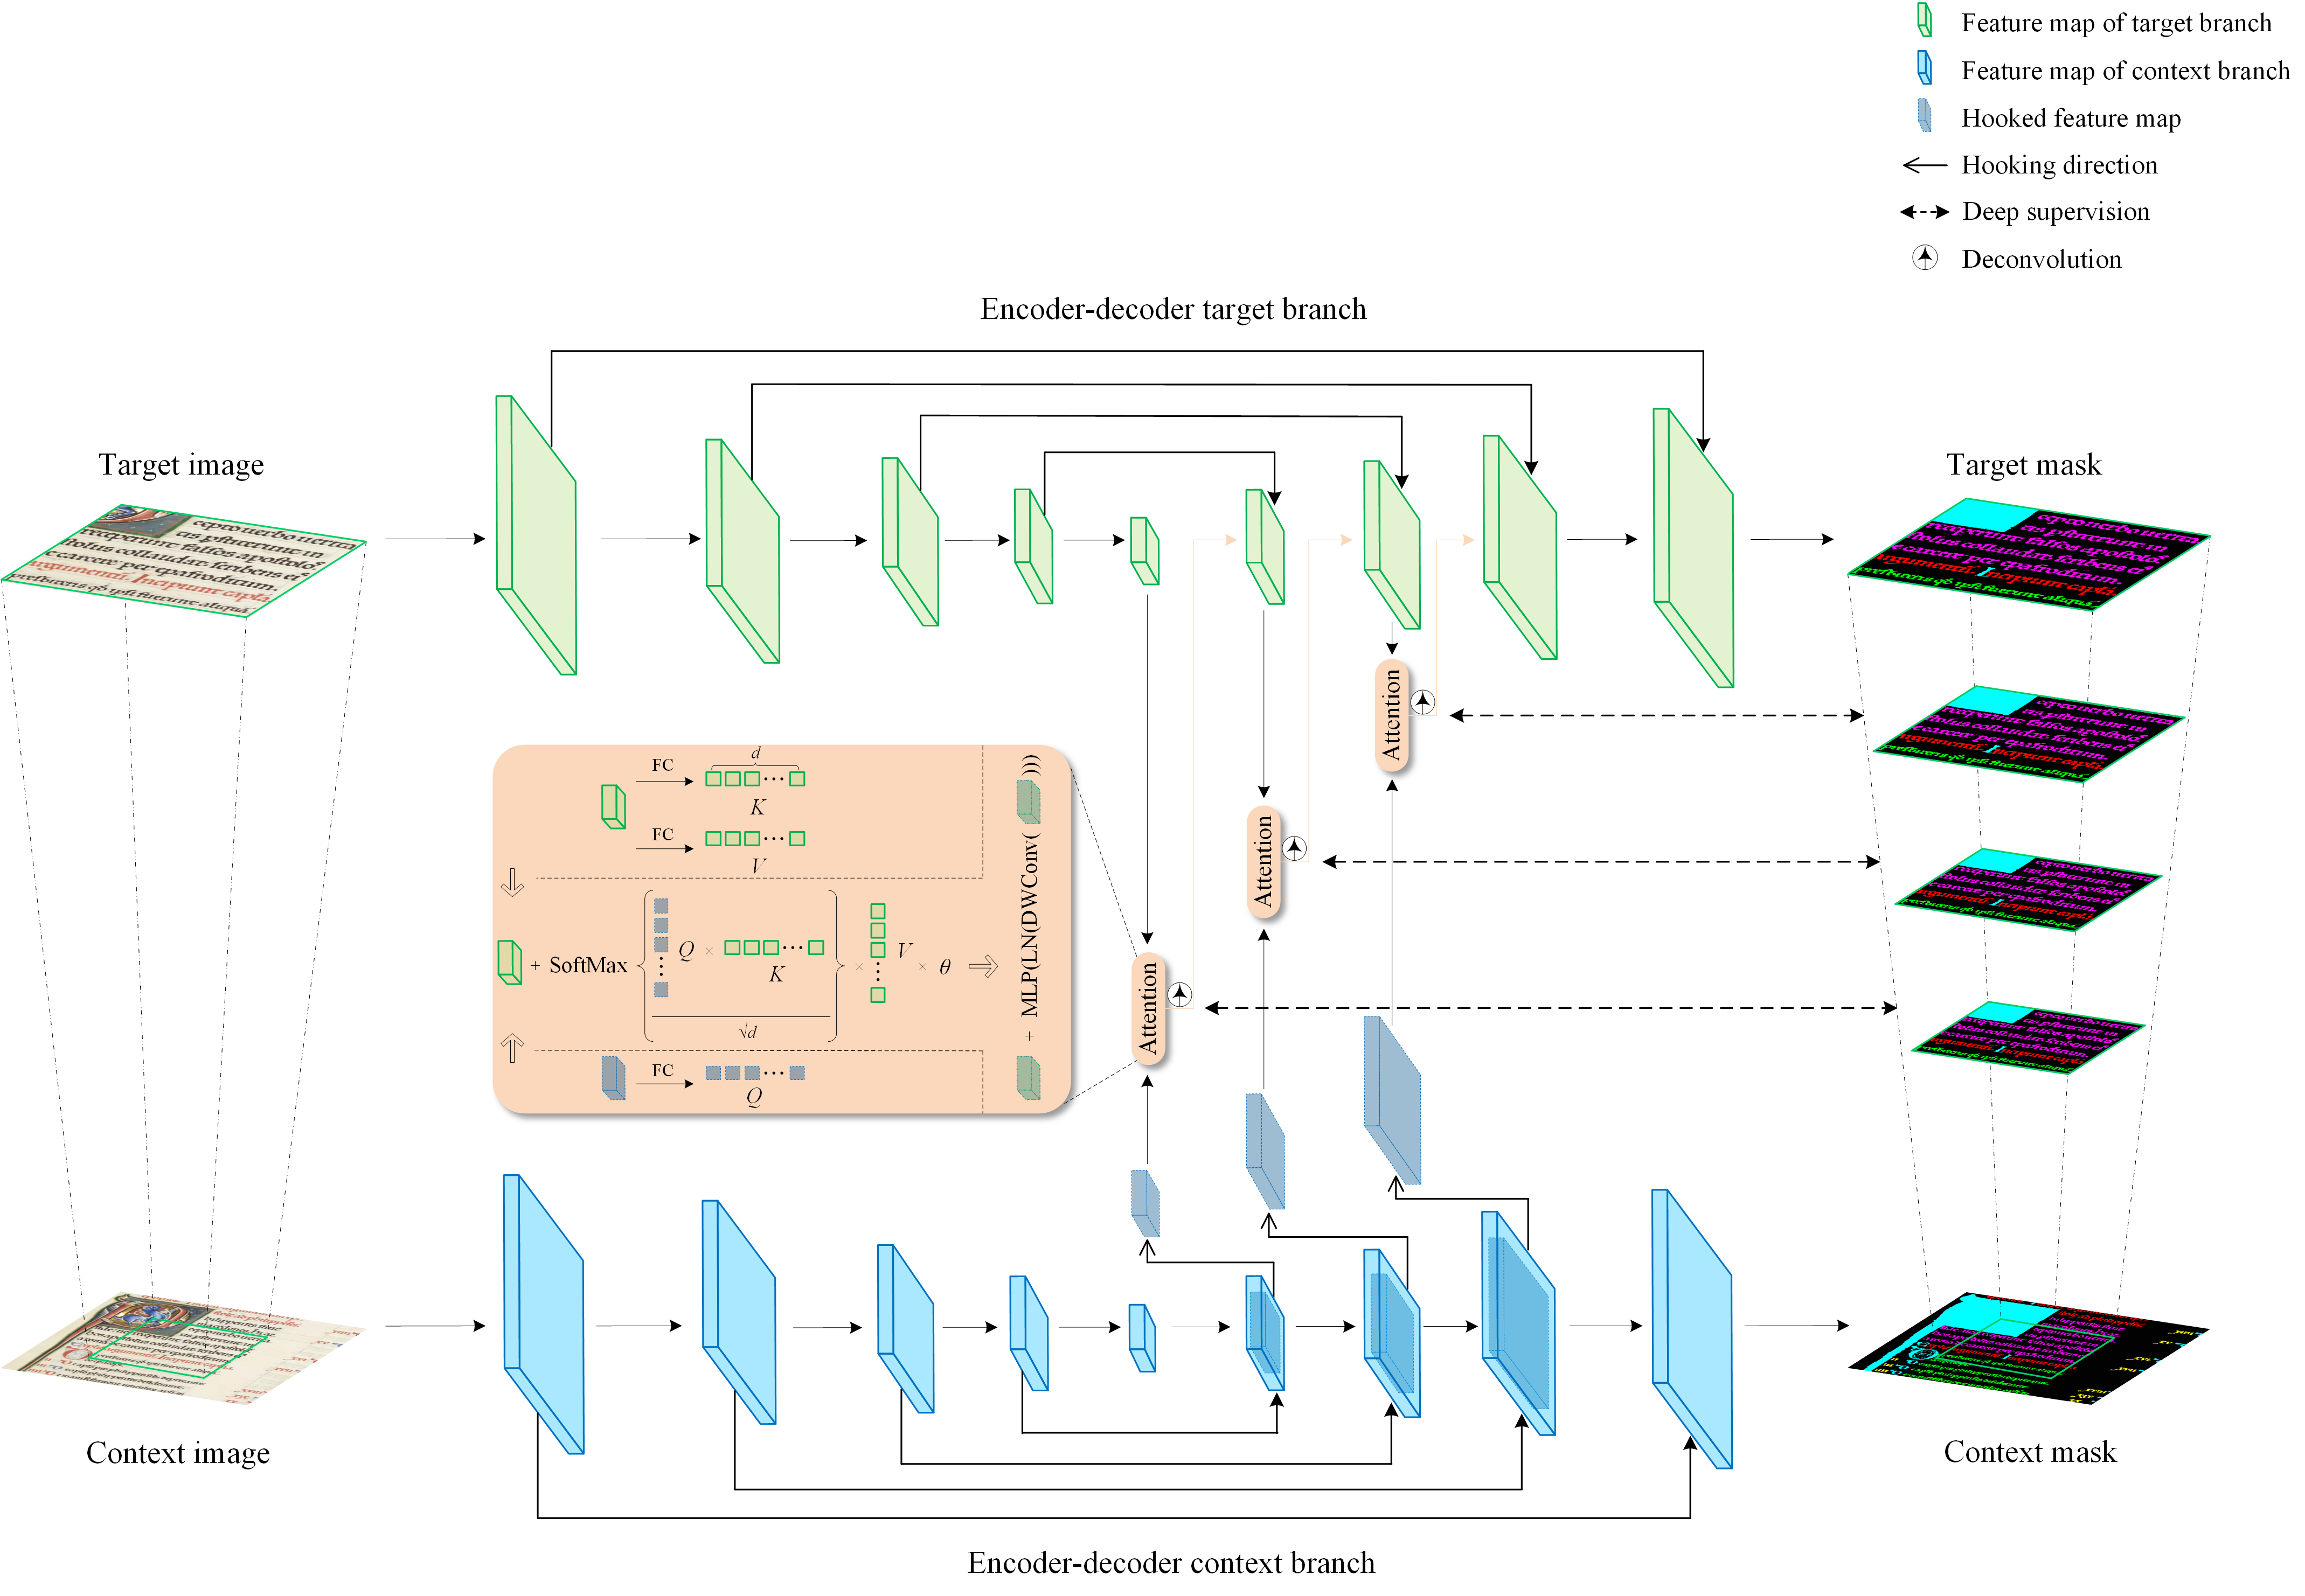 Feature map of target branch
Feature map of context branch
Hooked feature map
Hooking direction
Deep supervision
Deconvolution
Encoder-decoder target branch
Target image
Target mask
FC
d
K
FC
V
+ SoftMax
Q × K
√d
× V × θ
FC
Q
+ MLP(LN(DWConv( )))
Attention
Attention
Attention
Context image
Context mask
Encoder-decoder context branch